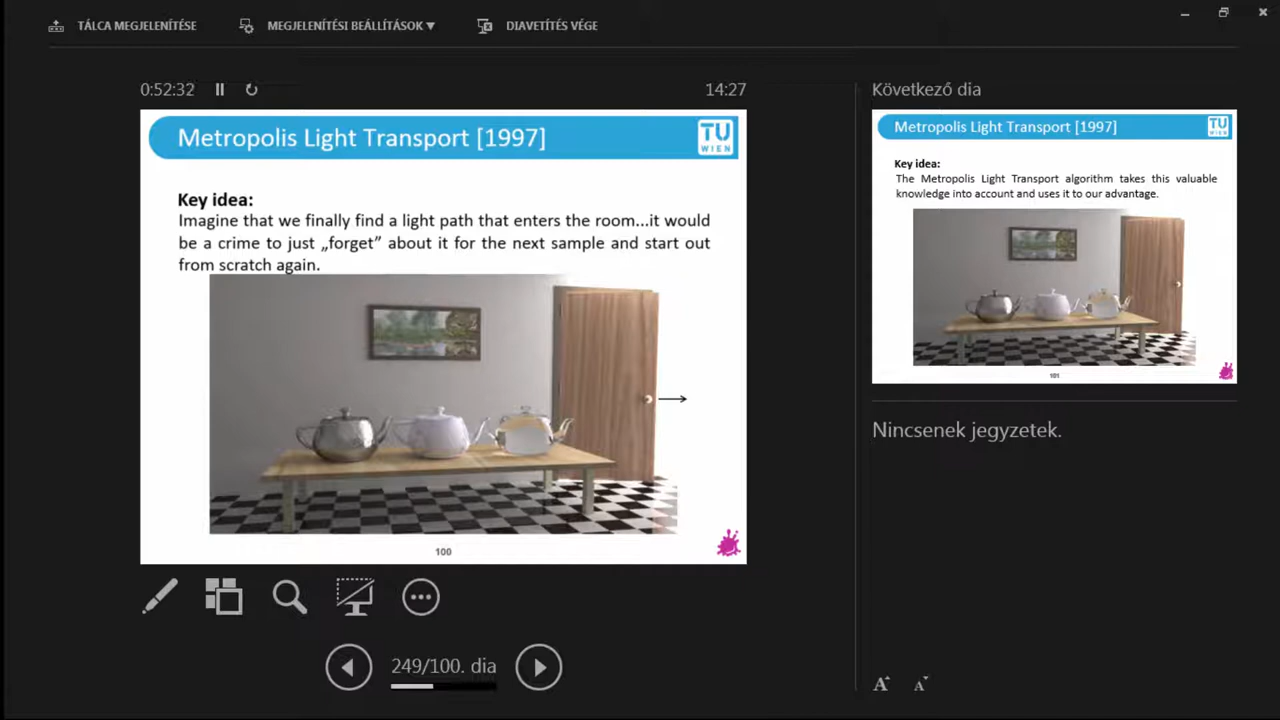 TÁLCA MEGJELENÍTÉSE
MEGJELENÍTÉSI BEÁLLÍTÁSOK ▼
DIAVETÍTÉS VÉGE
0:52:32
14:27
Metropolis Light Transport [1997]
TU
WIEN
Key idea:
Imagine that we finally find a light path that enters the room...it would
be a crime to just „forget” about it for the next sample and start out
from scratch again.
100
249/100. dia
Következő dia
Metropolis Light Transport [1997]
TU
WIEN
Key idea:
The Metropolis Light Transport algorithm takes this valuable
knowledge into account and uses it to our advantage.
101
Nincsenek jegyzetek.
A A